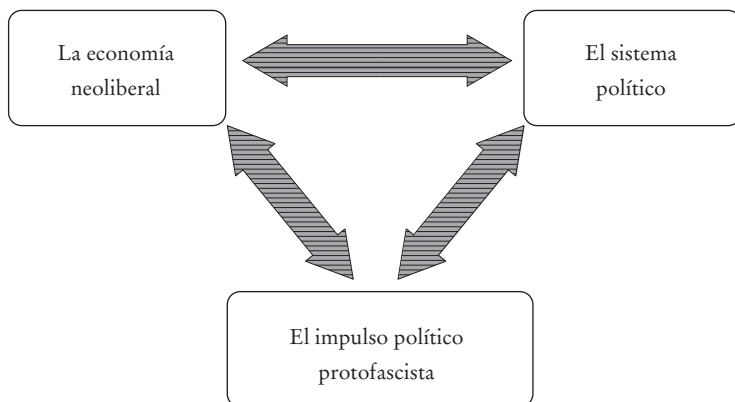 La economía
neoliberal
El sistema
político
El impulso político
protofascista